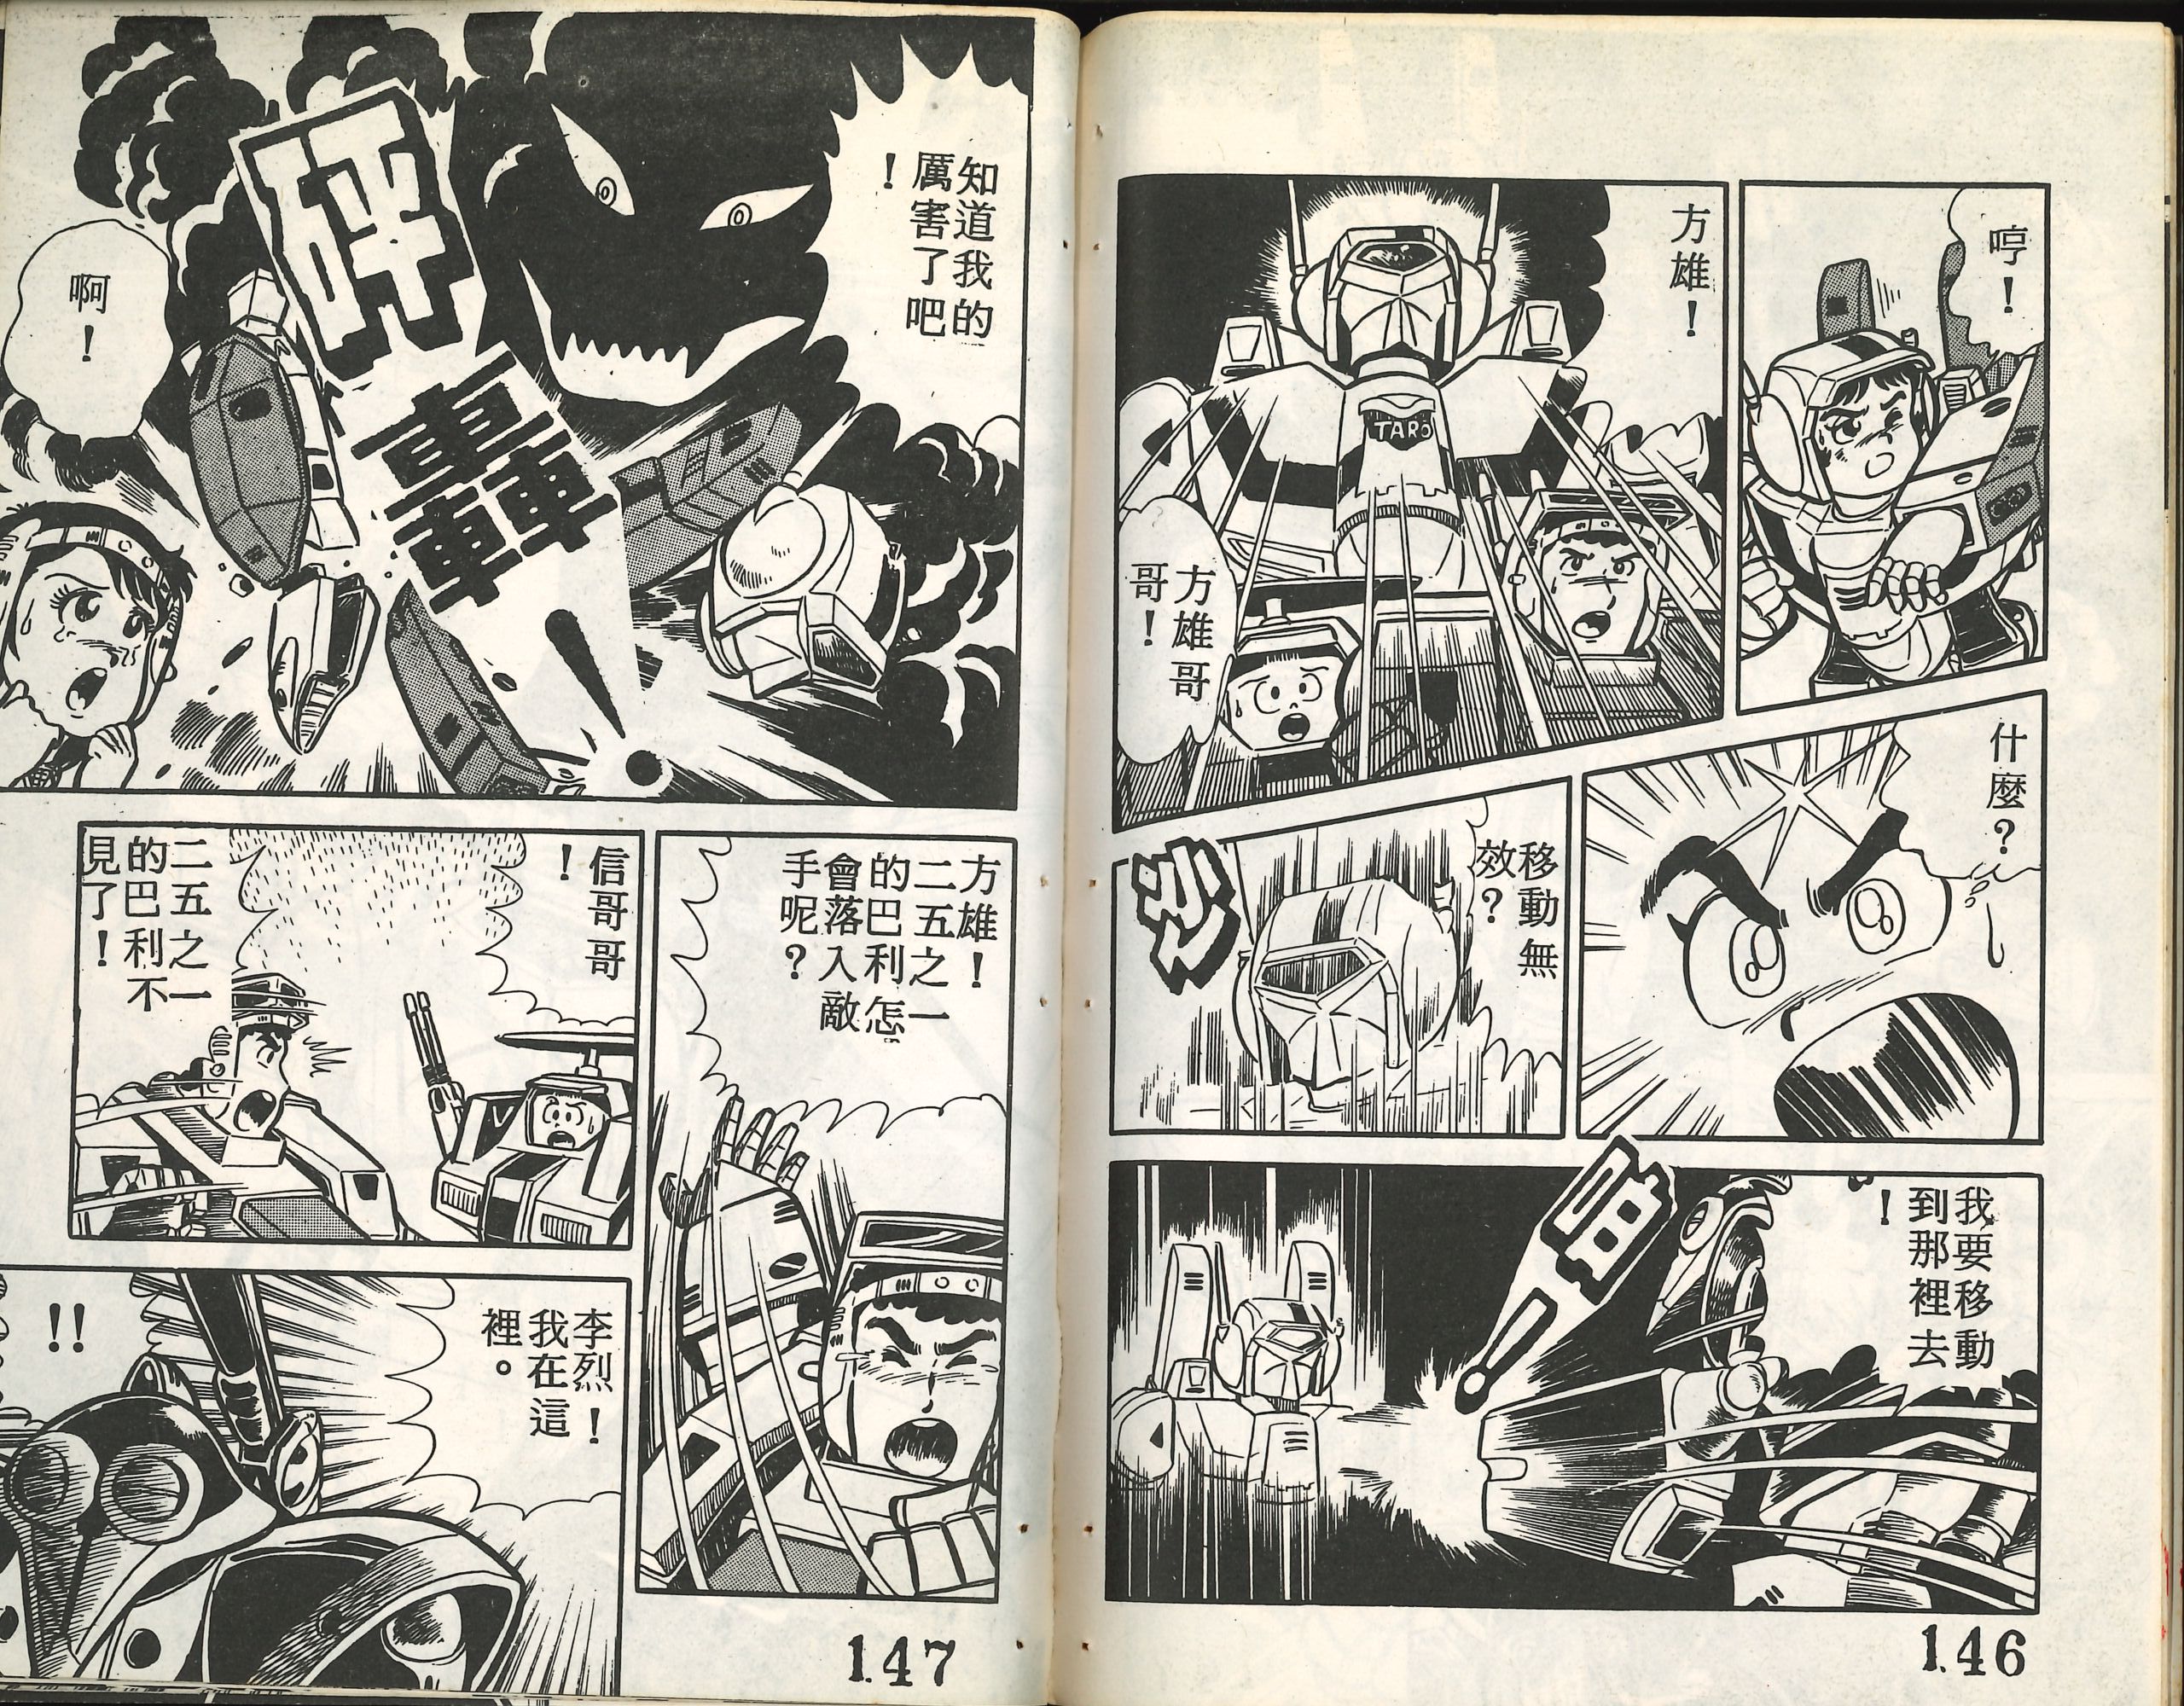 哼！
方雄！
TARO
方雄哥
哥！
什麼？
移動無
效？
沙
我要移動
到那裡去
！
！
146
知道我的
厲害了吧
！
砰
轟
轟
！
啊！
方雄！
二五之一
的巴利怎
會落入敵
手呢？
信哥哥
！
二五之一
的巴利不
見了！
李烈！
我在這
裡。
!!
147